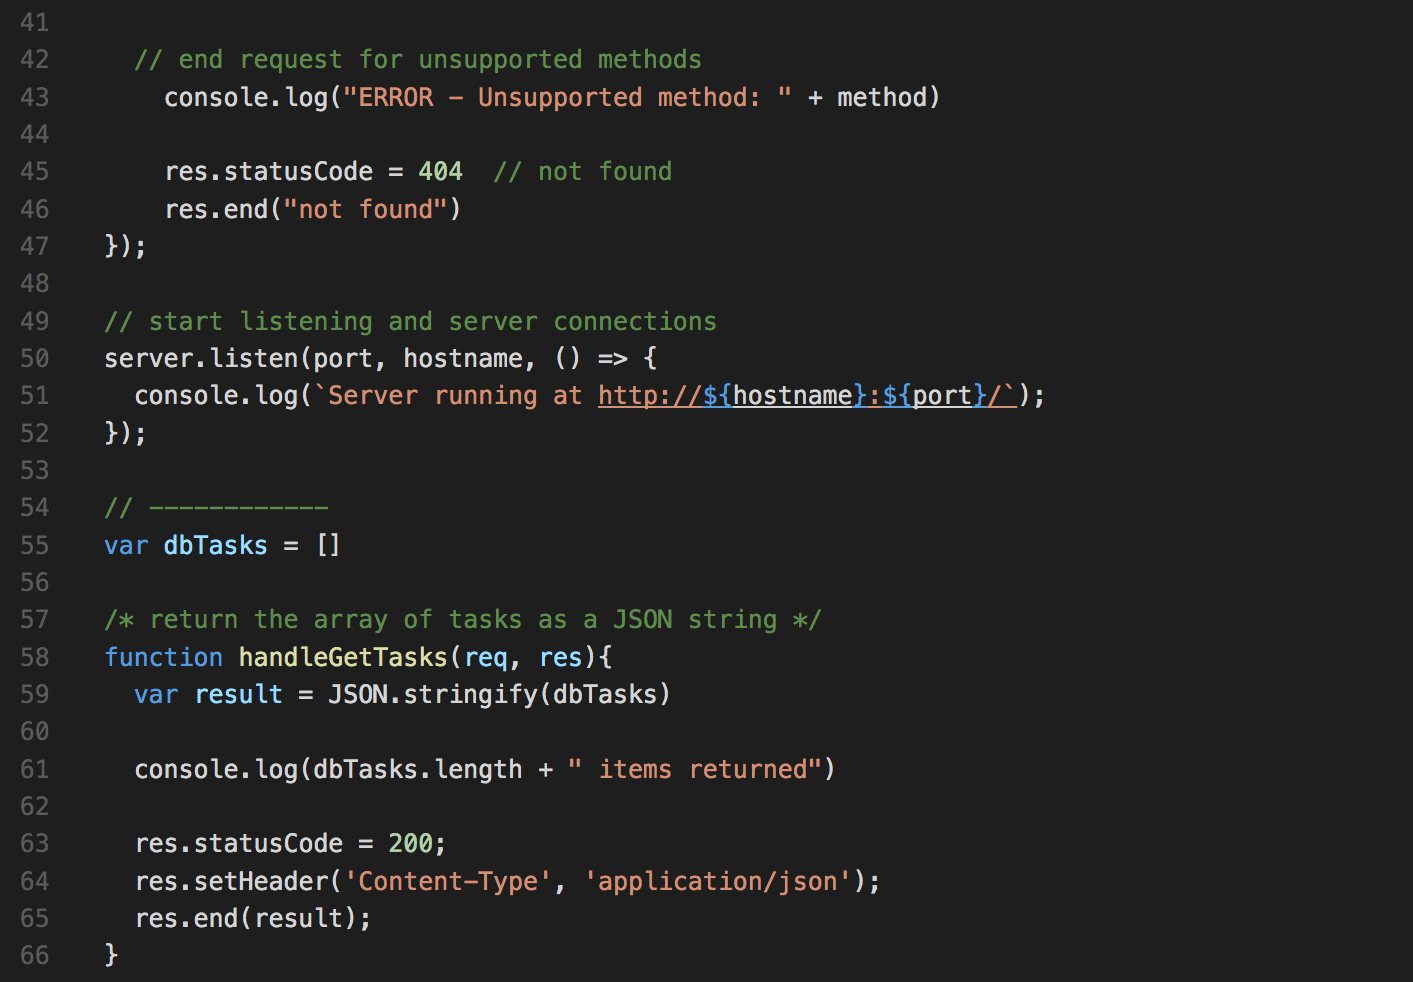 41
42 // end request for unsupported methods
43 console.log("ERROR - Unsupported method: " + method)
44
45 res.statusCode = 404 // not found
46 res.end("not found")
47 });
48
49 // start listening and server connections
50 server.listen(port, hostname, () => {
51 console.log(`Server running at http://${hostname}:${port}/`);
52 });
53
54 // ------------
55 var dbTasks = []
56
57 /* return the array of tasks as a JSON string */
58 function handleGetTasks(req, res){
59 var result = JSON.stringify(dbTasks)
60
61 console.log(dbTasks.length + " items returned")
62
63 res.statusCode = 200;
64 res.setHeader('Content-Type', 'application/json');
65 res.end(result);
66 }